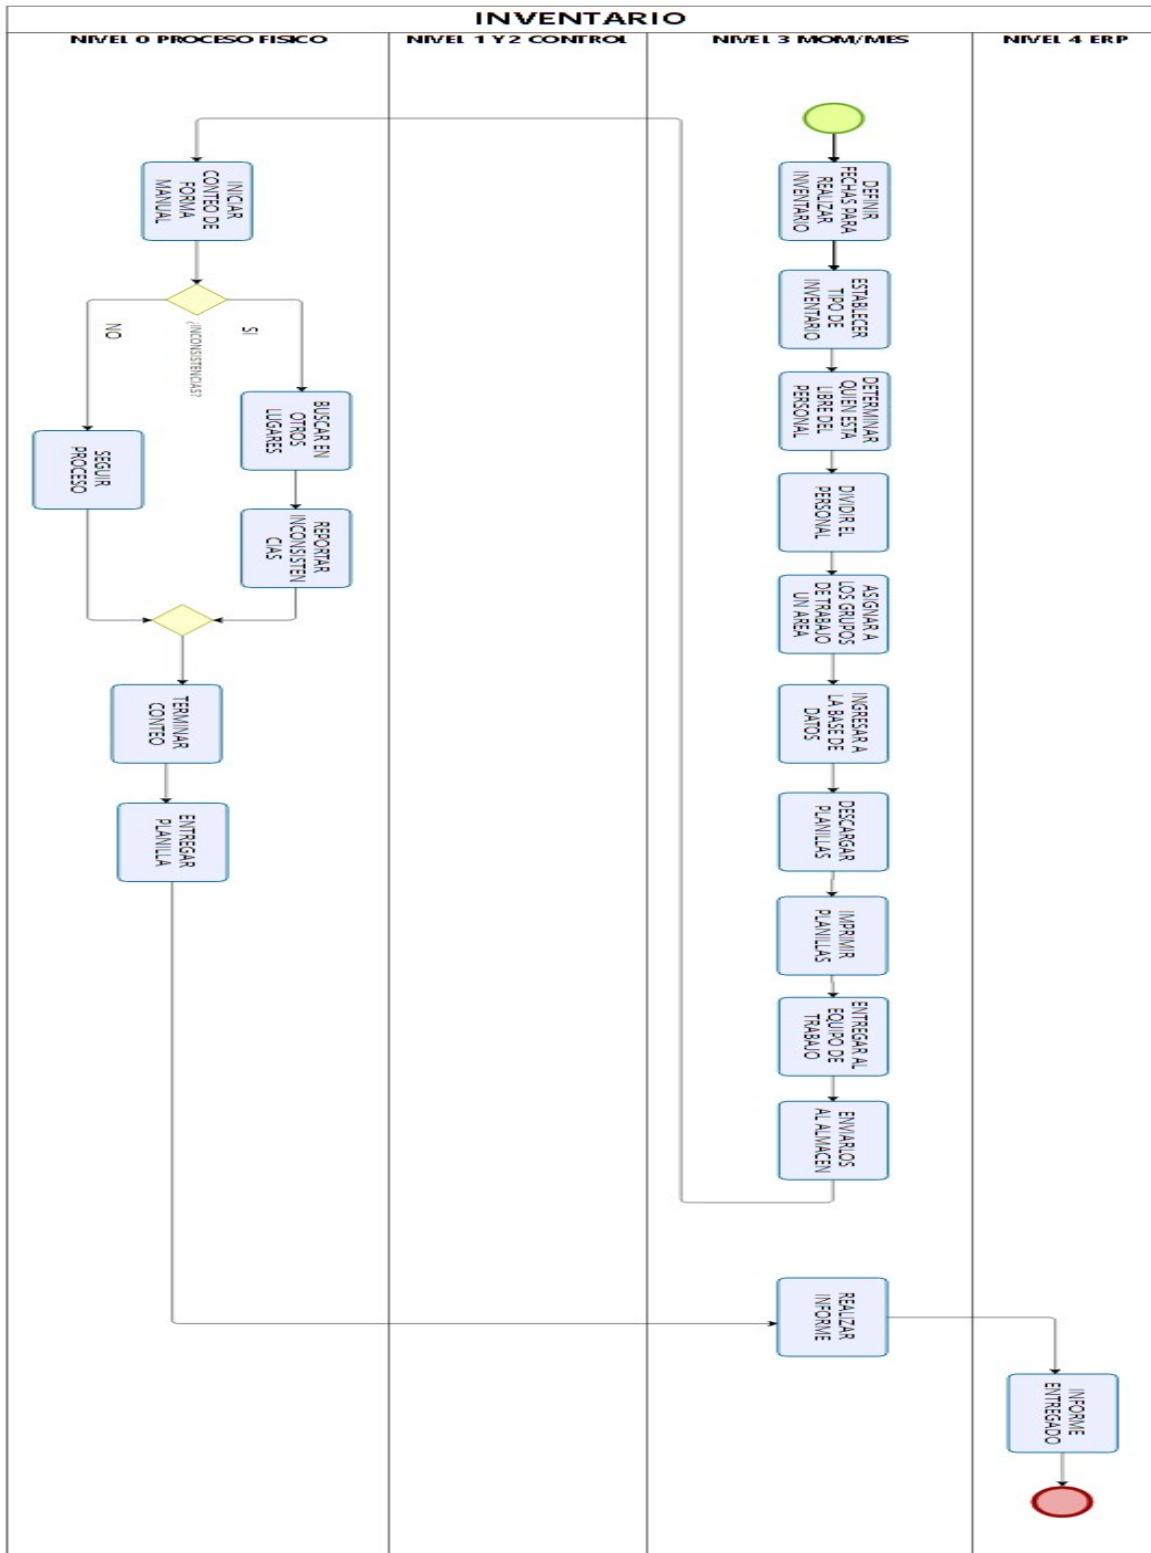 INVENTARIO
NIVEL 0 PROCESO FISICO
NIVEL 1 Y 2 CONTROL
NIVEL 3 MOM/MES
NIVEL 4 ERP
DEFINIR
FECHAS PARA
REALIZAR
INVENTARIO
ESTABLECER
TIPO DE
INVENTARIO
DETERMINAR
QUIEN ESTA
LIBRE DEL
PERSONAL
DIVIDIR EL
PERSONAL
ASIGNAR A
LOS GRUPOS
DE TRABAJO
UN AREA
INGRESAR A
LA BASE DE
DATOS
DESCARGAR
PLANILLAS
IMPRIMIR
PLANILLAS
ENTREGAR AL
EQUIPO DE
TRABAJO
ENVIARLOS
AL ALMACEN
INICIAR
CONTEO DE
FORMA
MANUAL
¿INCONSISTENCIAS?
SI
NO
BUSCAR EN
OTROS
LUGARES
REPORTAR
INCONSISTEN
CIAS
SEGUIR
PROCESO
TERMINAR
CONTEO
ENTREGAR
PLANILLA
REALIZAR
INFORME
INFORME
ENTREGADO